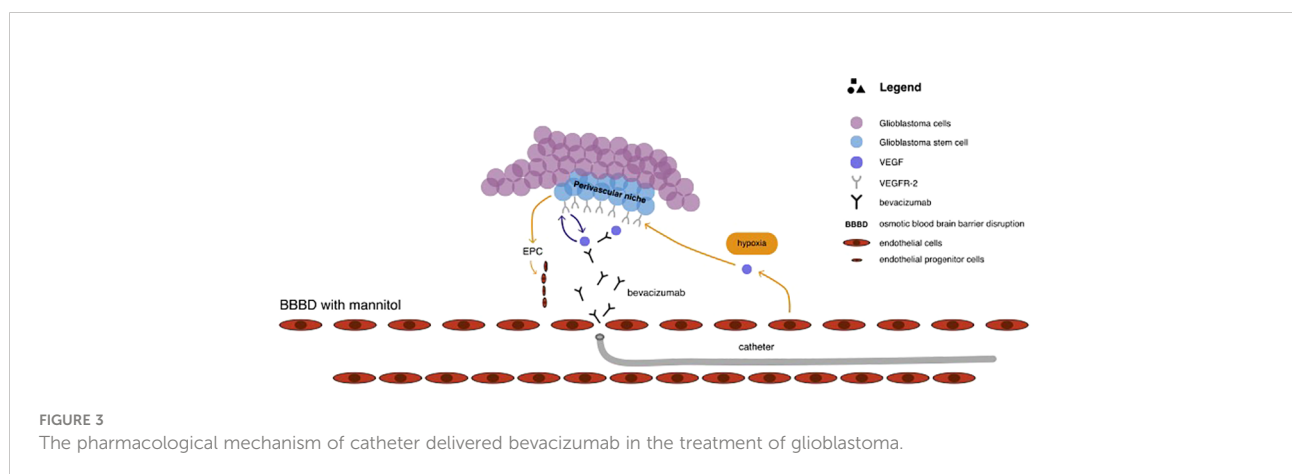 Legend
Glioblastoma cells
Glioblastoma stem cell
VEGF
VEGFR-2
bevacizumab
BBBD osmotic blood brain barrier disruption
endothelial cells
endothelial progenitor cells
Perivascular niche
hypoxia
EPC
bevacizumab
BBBD with mannitol
catheter
FIGURE 3
The pharmacological mechanism of catheter delivered bevacizumab in the treatment of glioblastoma.